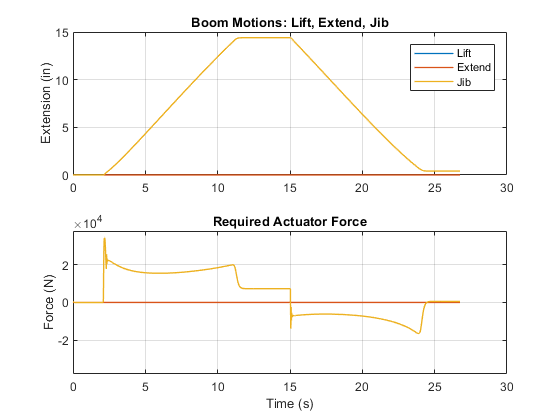 Boom Motions: Lift, Extend, Jib
Extension (in)
15
10
5
0
0 5 10 15 20 25 30
Lift
Extend
Jib
Required Actuator Force
×10⁴
Force (N)
2
0
-2
0 5 10 15 20 25 30
Time (s)